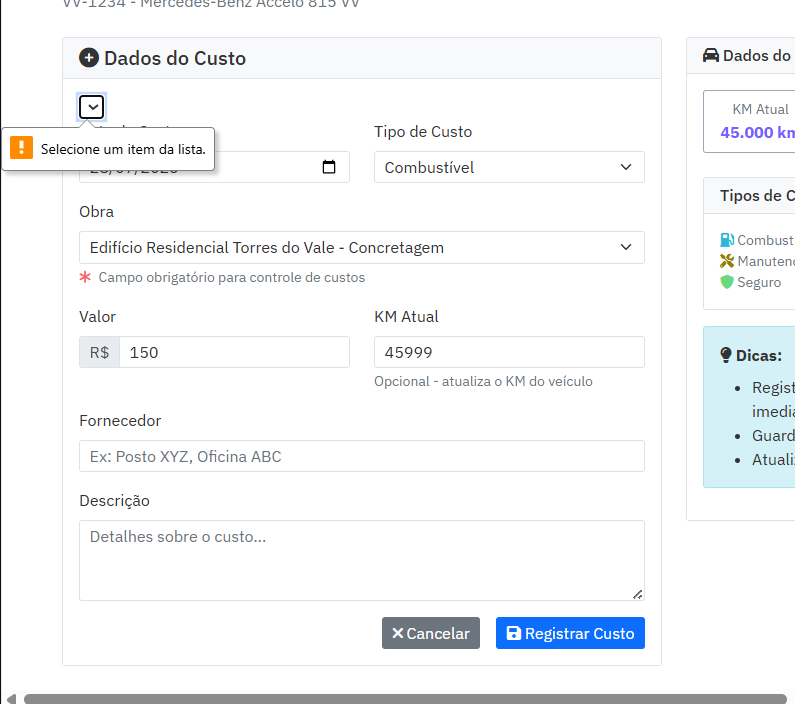 VV-1234 - Mercedes-Benz Accelo 815 VV
Dados do Custo
Selecione um item da lista.
Tipo de Custo
Combustível
Obra
Edifício Residencial Torres do Vale - Concretagem
* Campo obrigatório para controle de custos
Valor
KM Atual
R$ 150
45999
Opcional - atualiza o KM do veículo
Fornecedor
Ex: Posto XYZ, Oficina ABC
Descrição
Detalhes sobre o custo...
Cancelar
Registrar Custo
Dados do
KM Atual
45.000 km
Tipos de C
Combust
Manutenç
Seguro
Dicas:
Regist
imedia
Guard
Atuali